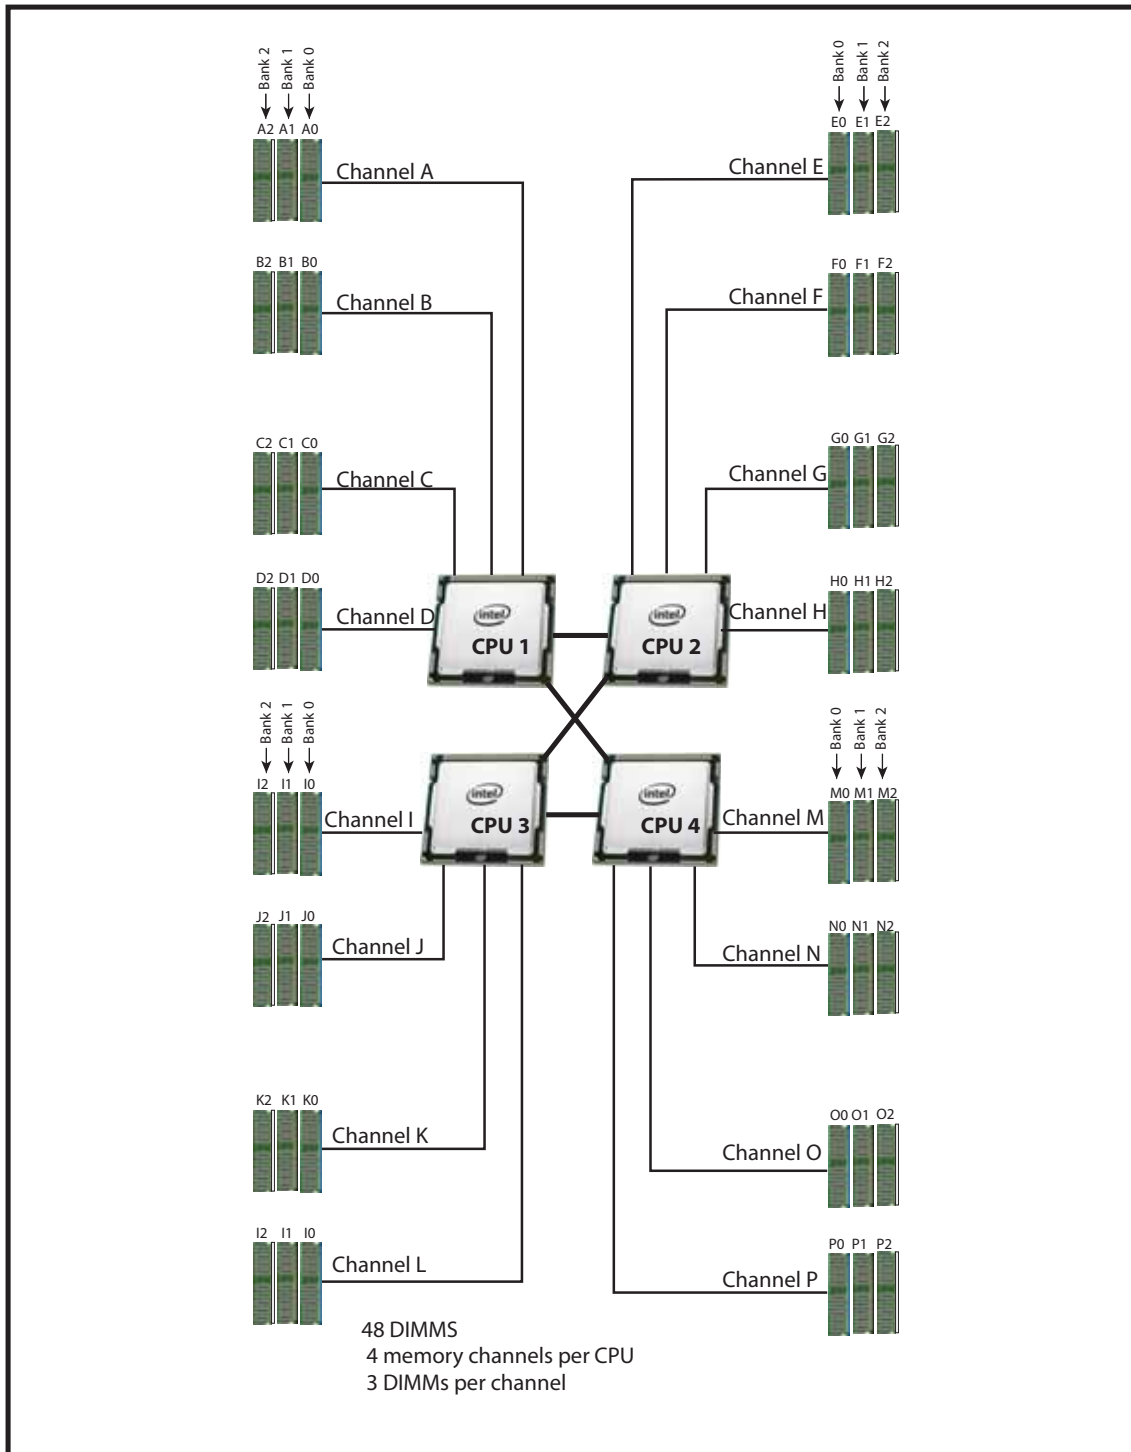 Bank 2 Bank 1 Bank 0
A2 A1 A0
Channel A
B2 B1 B0
Channel B
C2 C1 C0
Channel C
D2 D1 D0
Channel D
Bank 0 Bank 1 Bank 2
E0 E1 E2
Channel E
F0 F1 F2
Channel F
G0 G1 G2
Channel G
H0 H1 H2
Channel H
intel
CPU 1
intel
CPU 2
Bank 2 Bank 1 Bank 0
I2 I1 I0
Channel I
J2 J1 J0
Channel J
K2 K1 K0
Channel K
I2 I1 I0
Channel L
intel
CPU 3
intel
CPU 4
Bank 0 Bank 1 Bank 2
M0 M1 M2
Channel M
N0 N1 N2
Channel N
O0 O1 O2
Channel O
P0 P1 P2
Channel P
48 DIMMS
4 memory channels per CPU
3 DIMMs per channel